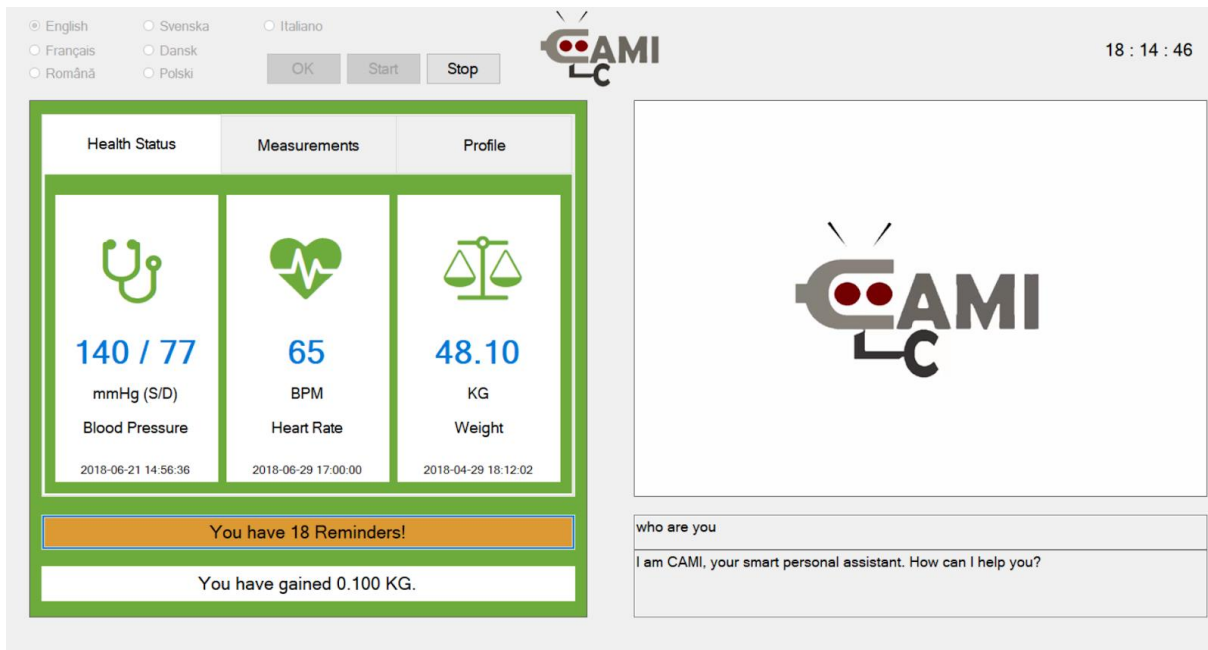 English
Svenska
Italiano
Français
Dansk
Română
Polski
OK
Start
Stop
CAMI
C
18 : 14 : 46
Health Status
Measurements
Profile
140 / 77
mmHg (S/D)
Blood Pressure
2018-06-21 14:56:36
65
BPM
Heart Rate
2018-06-29 17:00:00
48.10
KG
Weight
2018-04-29 18:12:02
You have 18 Reminders!
You have gained 0.100 KG.
CAMI
C
who are you
I am CAMI, your smart personal assistant. How can I help you?